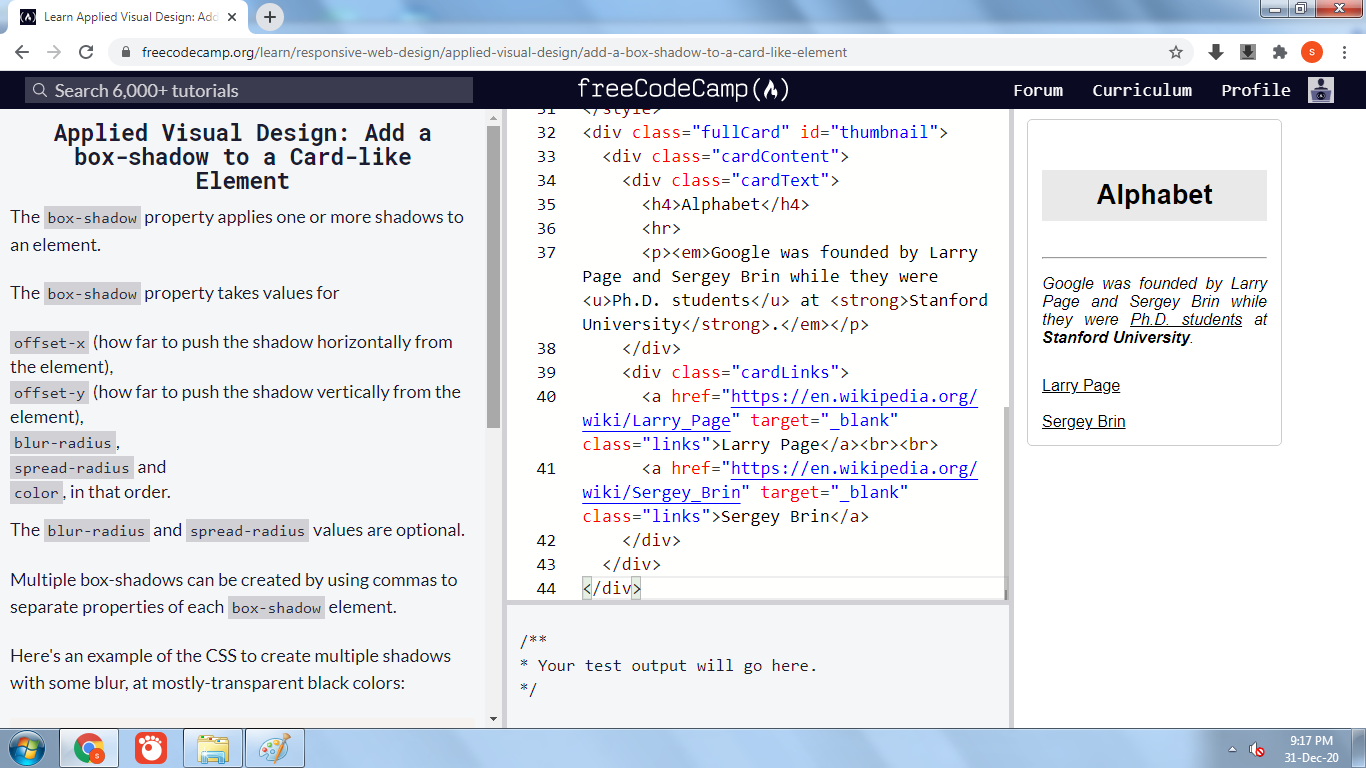 Learn Applied Visual Design: Add
freecodecamp.org/learn/responsive-web-design/applied-visual-design/add-a-box-shadow-to-a-card-like-element
S
Search 6,000+ tutorials
freeCodeCamp
Forum
Curriculum
Profile
Applied Visual Design: Add a
box-shadow to a Card-like
Element
The box-shadow property applies one or more shadows to
an element.
The box-shadow property takes values for
offset-x (how far to push the shadow horizontally from
the element),
offset-y (how far to push the shadow vertically from the
element),
blur-radius,
spread-radius and
color, in that order.
The blur-radius and spread-radius values are optional.
Multiple box-shadows can be created by using commas to
separate properties of each box-shadow element.
Here's an example of the CSS to create multiple shadows
with some blur, at mostly-transparent black colors:
31 </style>
32 <div class="fullCard" id="thumbnail">
33 <div class="cardContent">
34 <div class="cardText">
35 <h4>Alphabet</h4>
36 <hr>
37 <p><em>Google was founded by Larry
Page and Sergey Brin while they were
<u>Ph.D. students</u> at <strong>Stanford
University</strong>.</em></p>
38 </div>
39 <div class="cardLinks">
40 <a href="https://en.wikipedia.org/
wiki/Larry_Page" target="_blank"
class="links">Larry Page</a><br><br>
41 <a href="https://en.wikipedia.org/
wiki/Sergey_Brin" target="_blank"
class="links">Sergey Brin</a>
42 </div>
43 </div>
44 </div>
/**
* Your test output will go here.
*/
Alphabet
Google was founded by Larry
Page and Sergey Brin while
they were Ph.D. students at
Stanford University.
Larry Page
Sergey Brin
9:17 PM
31-Dec-20